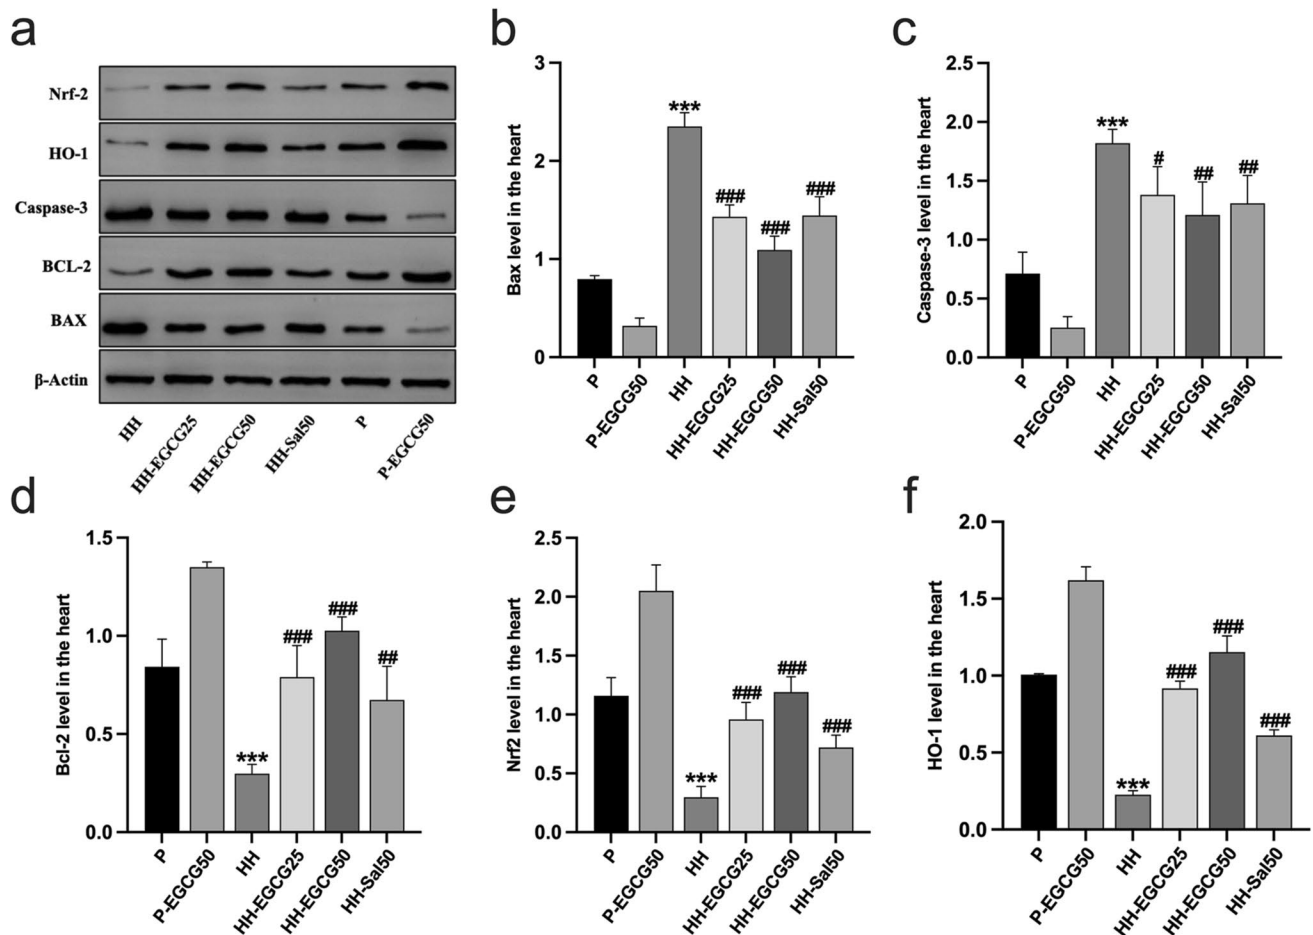 a
Nrf-2
HO-1
Caspase-3
BCL-2
BAX
β-Actin
HH
HH-EGCG25
HH-EGCG50
HH-Sal50
P
P-EGCG50
b
Bax level in the heart
3
2
1
0
***
###
###
###
P
P-EGCG50
HH
HH-EGCG25
HH-EGCG50
HH-Sal50
c
Caspase-3 level in the heart
2.5
2.0
1.5
1.0
0.5
0.0
***
#
##
##
P
P-EGCG50
HH
HH-EGCG25
HH-EGCG50
HH-Sal50
d
Bcl-2 level in the heart
1.5
1.0
0.5
0.0
***
###
###
##
P
P-EGCG50
HH
HH-EGCG25
HH-EGCG50
HH-Sal50
e
Nrf2 level in the heart
2.5
2.0
1.5
1.0
0.5
0.0
***
###
###
###
P
P-EGCG50
HH
HH-EGCG25
HH-EGCG50
HH-Sal50
f
HO-1 level in the heart
2.0
1.5
1.0
0.5
0.0
***
###
###
###
P
P-EGCG50
HH
HH-EGCG25
HH-EGCG50
HH-Sal50